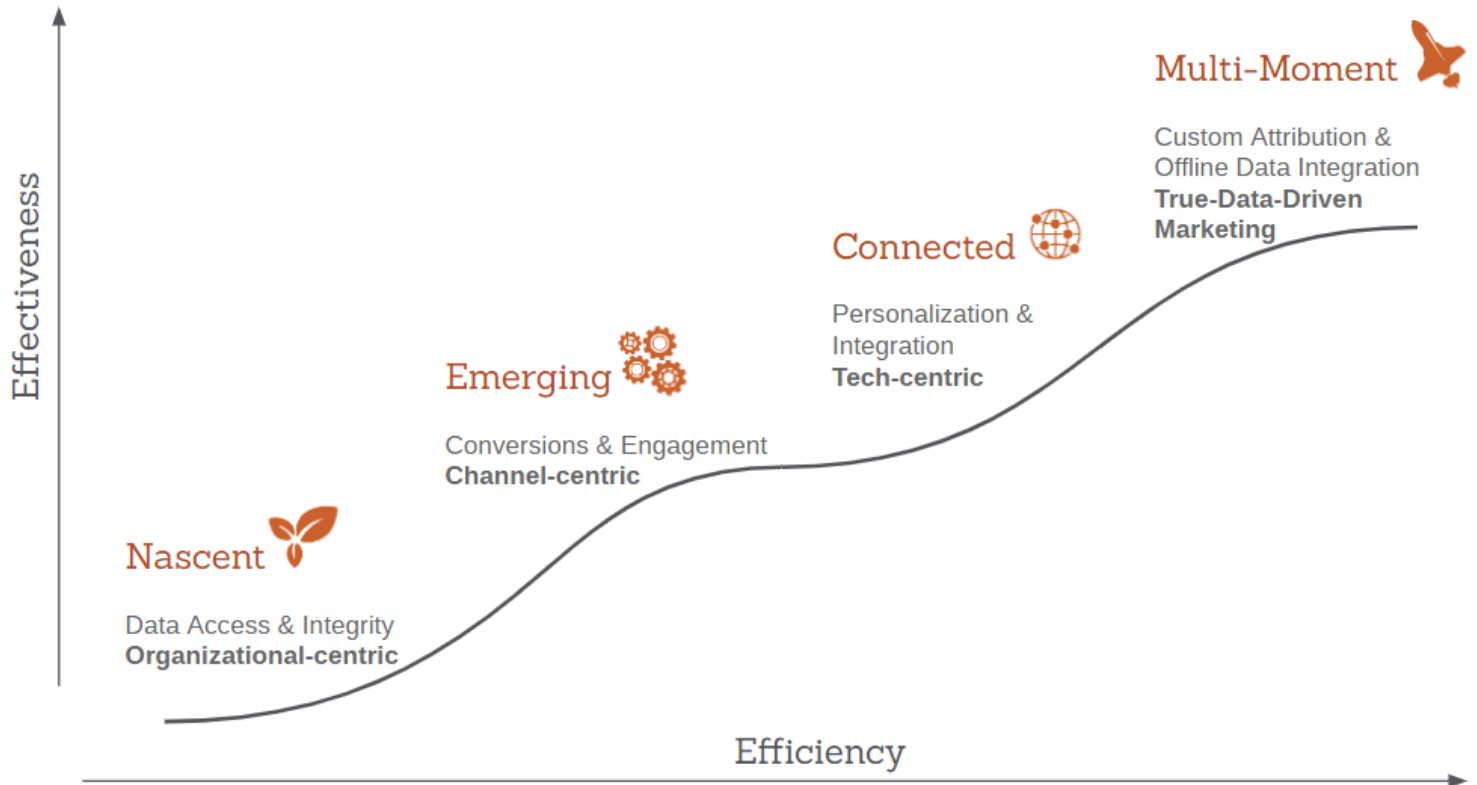 Multi-Moment
Custom Attribution &
Offline Data Integration
True-Data-Driven
Marketing
Connected
Personalization &
Integration
Tech-centric
Emerging
Conversions & Engagement
Channel-centric
Nascent
Data Access & Integrity
Organizational-centric
Effectiveness
Efficiency